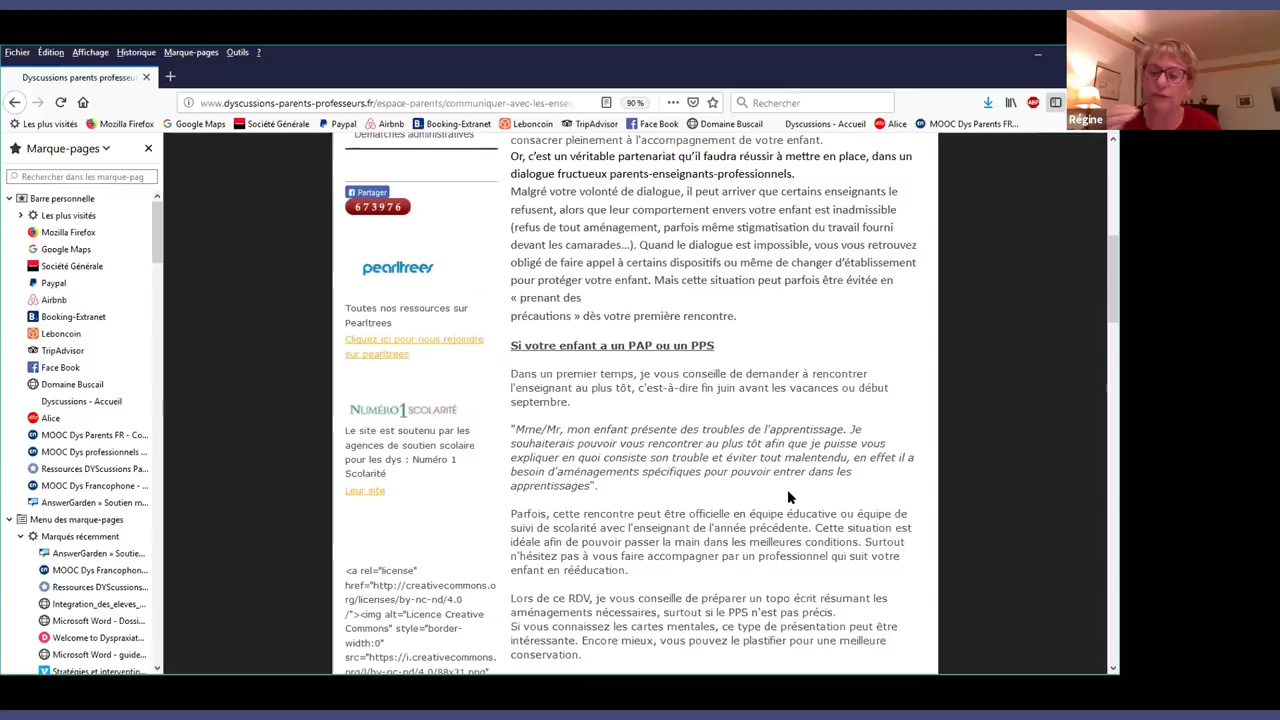 Fichier Édition Affichage Historique Marque-pages Outils ?
Dyscussions parents professeu
www.dyscussions-parents-professeurs.fr/espace-parents/communiquer-avec-les-ense
90 %
Rechercher
Les plus visités Mozilla Firefox Google Maps Société Générale Paypal Airbnb Booking-Extranet Leboncoin TripAdvisor Face Book Domaine Buscail Dyscussions - Accueil Alice MOOC Dys Parents FR - Co...
Régine
Marque-pages
Rechercher dans les marque-pag
Barre personnelle
Les plus visités
Mozilla Firefox
Google Maps
Société Générale
Paypal
Airbnb
Booking-Extranet
Leboncoin
TripAdvisor
Face Book
Domaine Buscail
Dyscussions - Accueil
Alice
MOOC Dys Parents FR - Co...
MOOC Dys professionnels ...
Ressources DYScussions Pa...
MOOC Dys Francophone - ...
AnswerGarden » Soutien m...
Menu des marque-pages
Marqués récemment
AnswerGarden » Soutie...
MOOC Dys Francophon...
Ressources DYScussions...
Integration_des_eleves_...
Microsoft Word - Dossi...
Welcome to Dyspraxiat...
Microsoft Word - guide...
Stratégies et interventio...
Démarches administratives
Partager
673976
pearltrees
Toutes nos ressources sur
Pearltrees
Cliquez ici pour nous rejoindre
sur pearltrees
NUMÉRO1 SCOLARITÉ
Le site est soutenu par les
agences de soutien scolaire
pour les dys : Numéro 1
Scolarité
Leur site
<a rel="license"
href="http://creativecommons.o
rg/licenses/by-nc-nd/4.0
/"><img alt="Licence Creative
Commons" style="border-
width:0"
src="https://i.creativecommons.
org/l/by-nc-nd/4.0/88x31.png"
consacrer pleinement à l'accompagnement de votre enfant.
Or, c'est un véritable partenariat qu'il faudra réussir à mettre en place, dans un
dialogue fructueux parents-enseignants-professionnels.
Malgré votre volonté de dialogue, il peut arriver que certains enseignants le
refusent, alors que leur comportement envers votre enfant est inadmissible
(refus de tout aménagement, parfois même stigmatisation du travail fourni
devant les camarades...). Quand le dialogue est impossible, vous vous retrouvez
obligé de faire appel à certains dispositifs ou même de changer d'établissement
pour protéger votre enfant. Mais cette situation peut parfois être évitée en
« prenant des
précautions » dès votre première rencontre.
Si votre enfant a un PAP ou un PPS
Dans un premier temps, je vous conseille de demander à rencontrer
l'enseignant au plus tôt, c'est-à-dire fin juin avant les vacances ou début
septembre.
"Mme/Mr, mon enfant présente des troubles de l'apprentissage. Je
souhaiterais pouvoir vous rencontrer au plus tôt afin que je puisse vous
expliquer en quoi consiste son trouble et éviter tout malentendu, en effet il a
besoin d'aménagements spécifiques pour pouvoir entrer dans les
apprentissages".
Parfois, cette rencontre peut être officielle en équipe éducative ou équipe de
suivi de scolarité avec l'enseignant de l'année précédente. Cette situation est
idéale afin de pouvoir passer la main dans les meilleures conditions. Surtout
n'hésitez pas à vous faire accompagner par un professionnel qui suit votre
enfant en rééducation.
Lors de ce RDV, je vous conseille de préparer un topo écrit résumant les
aménagements nécessaires, surtout si le PPS n'est pas précis.
Si vous connaissez les cartes mentales, ce type de présentation peut être
intéressante. Encore mieux, vous pouvez le plastifier pour une meilleure
conservation.